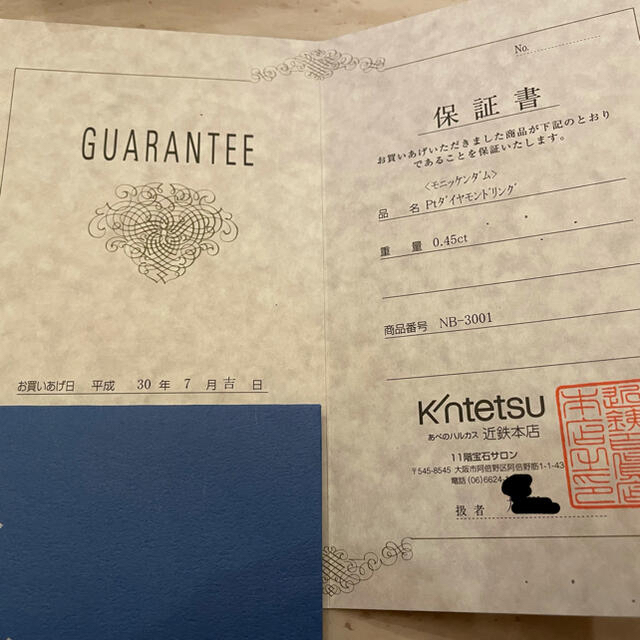 GUARANTEE
お買いあげ日 平成 30 年 7 月 吉 日
No.
保証書
お買いあげいただきました商品が下記のとおり
であることを保証いたします。
<モニッケンダム>
品 名 Ptダイヤモンドリング
重 量 0.45ct
商品番号 NB-3001
Kintetsu
あべのハルカス 近鉄本店
11階宝石サロン
〒545-8545 大阪市阿倍野区阿倍野筋1-1-43
電話 (06)6624-
扱 者